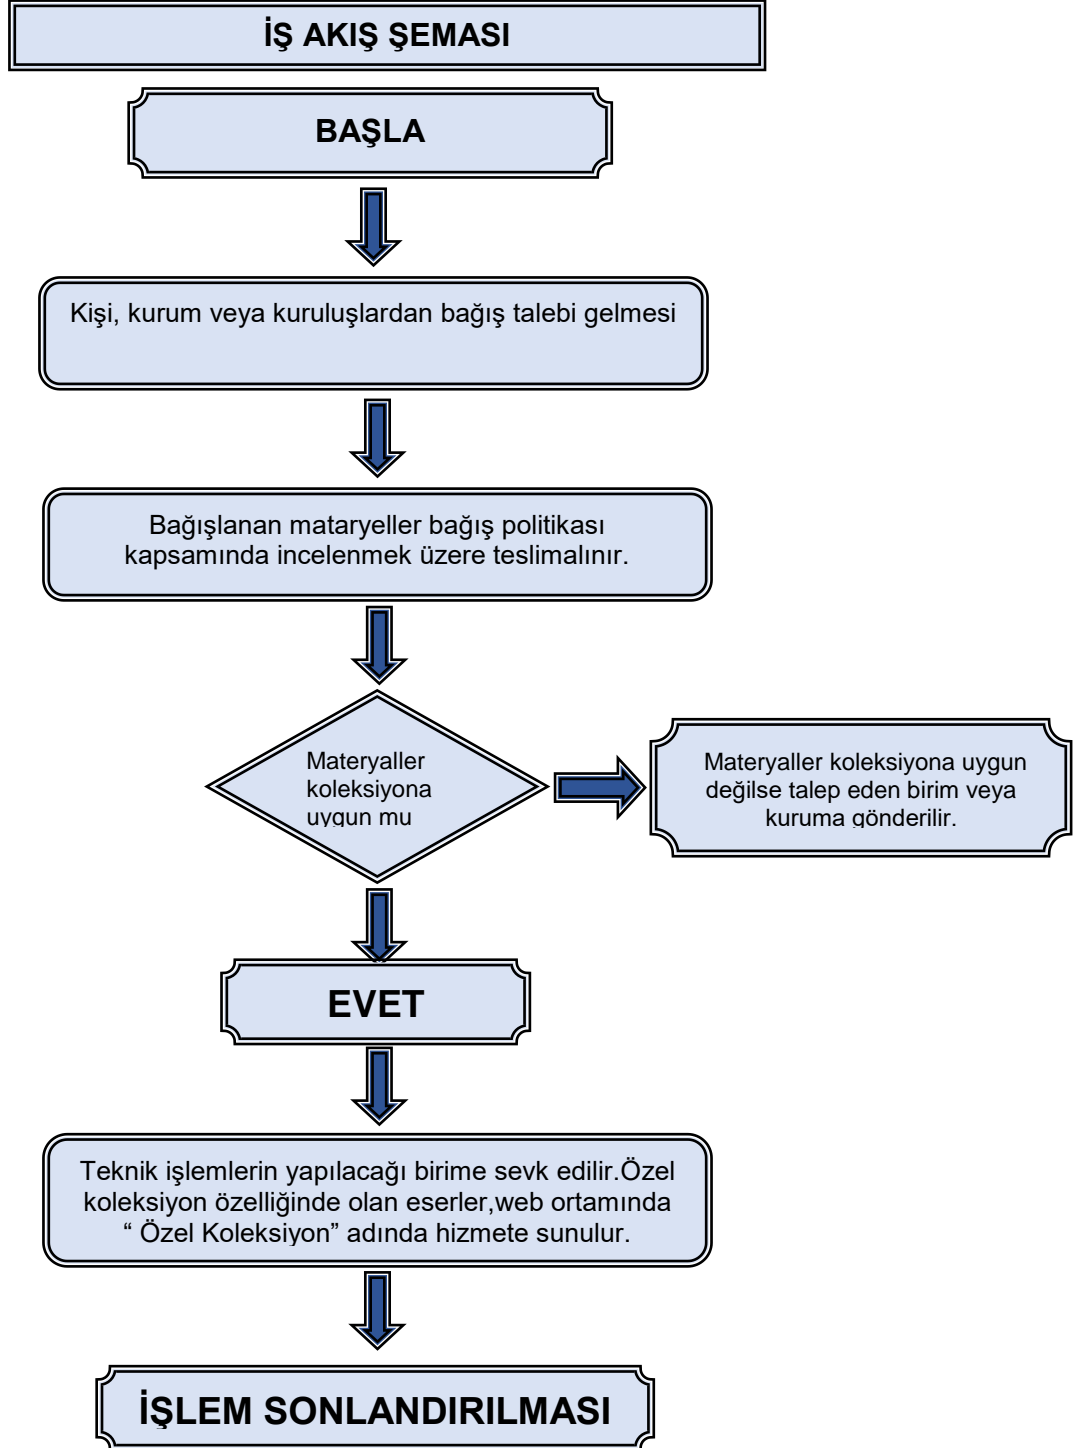 İŞ AKIŞ ŞEMASI
BAŞLA
Kişi, kurum veya kuruluşlardan bağış talebi gelmesi
Bağışlanan mataryeller bağış politikası
kapsamında incelenmek üzere teslimalınır.
Materyaller
koleksiyona
uygun mu
Materyaller koleksiyona uygun
değilse talep eden birim veya
kuruma gönderilir.
EVET
Teknik işlemlerin yapılacağı birime sevk edilir.Özel
koleksiyon özelliğinde olan eserler,web ortamında
“ Özel Koleksiyon” adında hizmete sunulur.
İŞLEM SONLANDIRILMASI